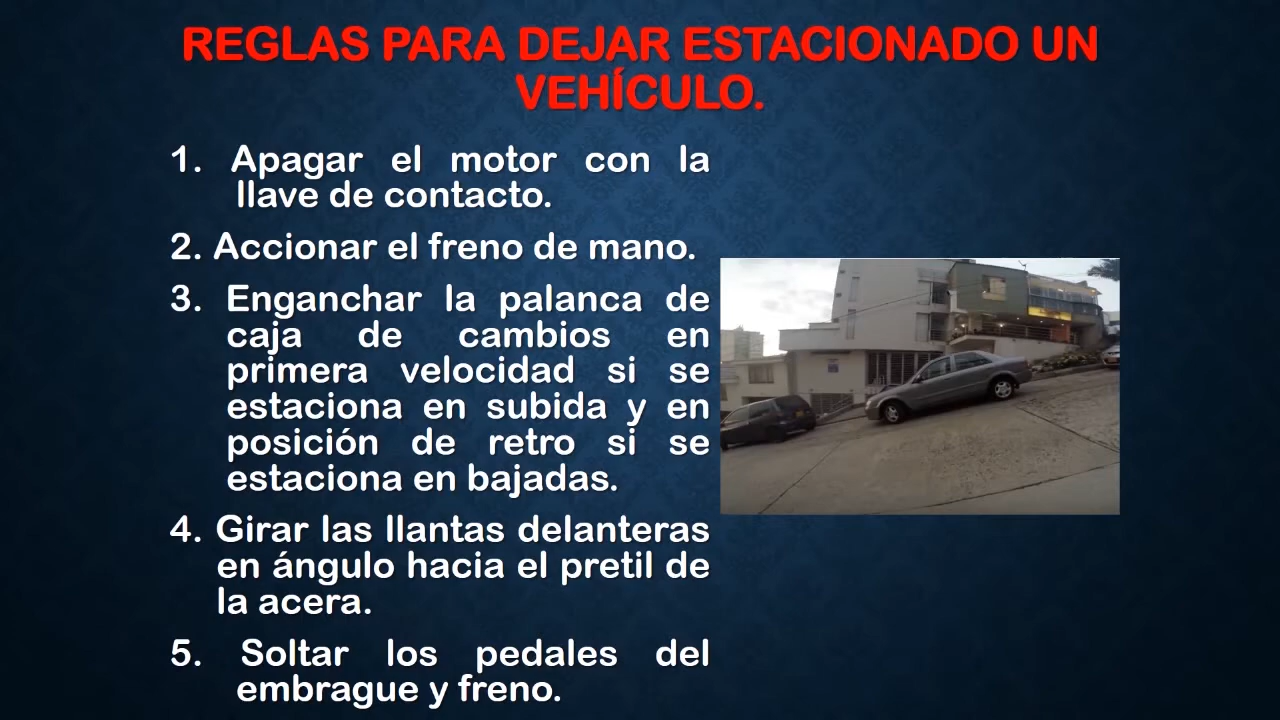 REGLAS PARA DEJAR ESTACIONADO UN
VEHÍCULO.
1. Apagar el motor con la
llave de contacto.
2. Accionar el freno de mano.
3. Enganchar la palanca de
caja de cambios en
primera velocidad si se
estaciona en subida y en
posición de retro si se
estaciona en bajadas.
4. Girar las llantas delanteras
en ángulo hacia el pretil de
la acera.
5. Soltar los pedales del
embrague y freno.